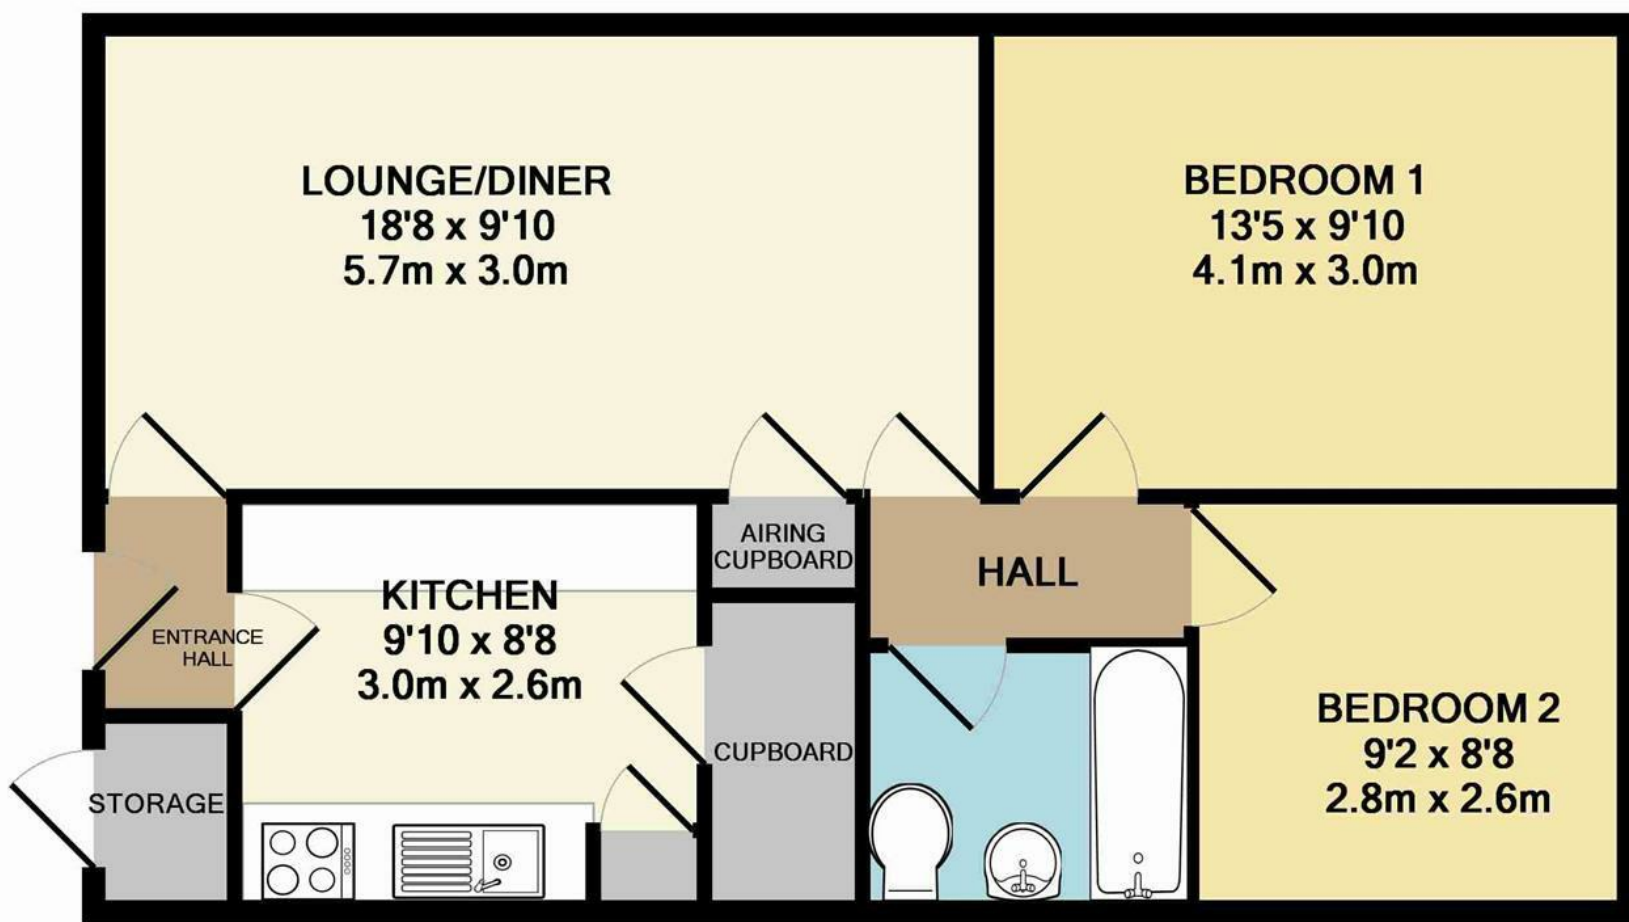 LOUNGE/DINER
18'8 x 9'10
5.7m x 3.0m
BEDROOM 1
13'5 x 9'10
4.1m x 3.0m
AIRING
CUPBOARD
HALL
KITCHEN
9'10 x 8'8
3.0m x 2.6m
ENTRANCE
HALL
CUPBOARD
STORAGE
BEDROOM 2
9'2 x 8'8
2.8m x 2.6m